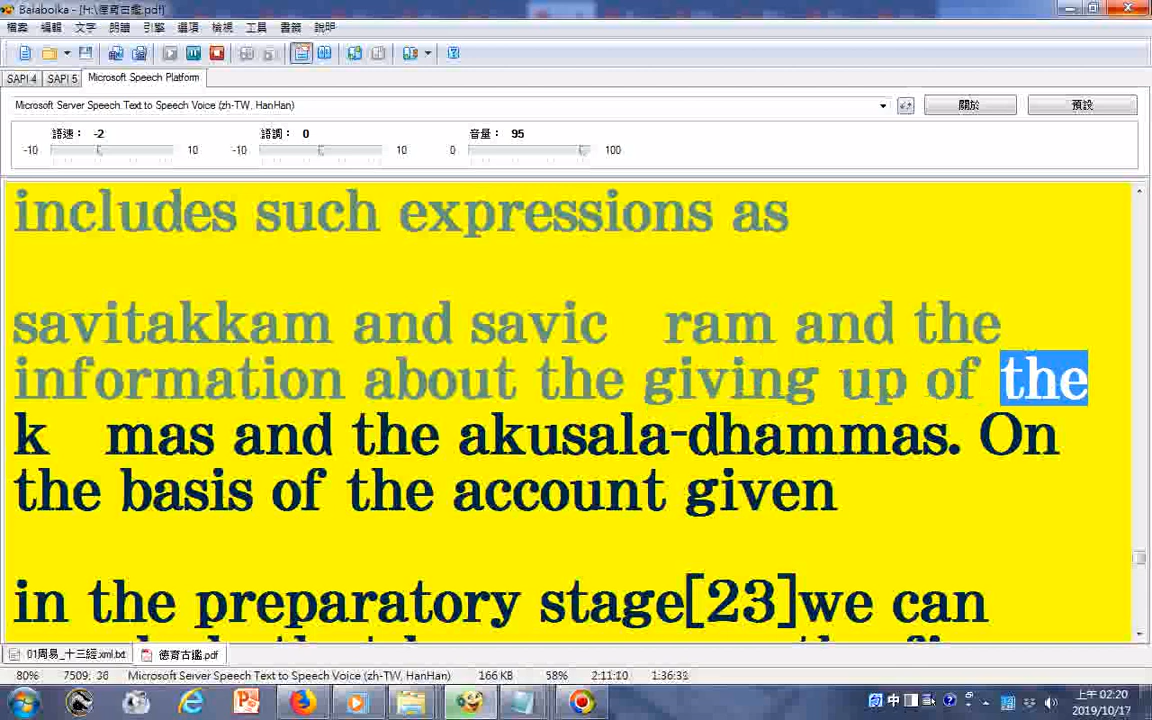 Balabolka - [H:\德育古鑑.pdf]
檔案 編輯 文字 朗讀 引擎 選項 檢視 工具 書籤 說明
SAPI 4 SAPI 5 Microsoft Speech Platform
Microsoft Server Speech Text to Speech Voice (zh-TW, HanHan) 關於 預設
語速： -2 語調： 0 音量： 95
-10 10 -10 10 0 100
includes such expressions as
savitakkam and savic ram and the
information about the giving up of the
k mas and the akusala-dhammas. On
the basis of the account given
in the preparatory stage[23]we can
01周易_十三經.xml.txt 德育古鑑.pdf
80% 7509, 36 Microsoft Server Speech Text to Speech Voice (zh-TW, HanHan) 166 KB 58% 2:11:10 1:36:38
中 上午 02:20
2019/10/17